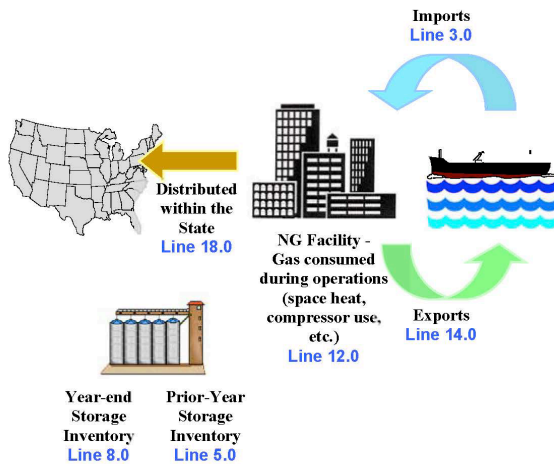 Imports
Line 3.0
Distributed
within the
State
Line 18.0
NG Facility -
Gas consumed
during operations
(space heat,
compressor use,
etc.)
Line 12.0
Exports
Line 14.0
Year-end
Storage
Inventory
Line 8.0
Prior-Year
Storage
Inventory
Line 5.0